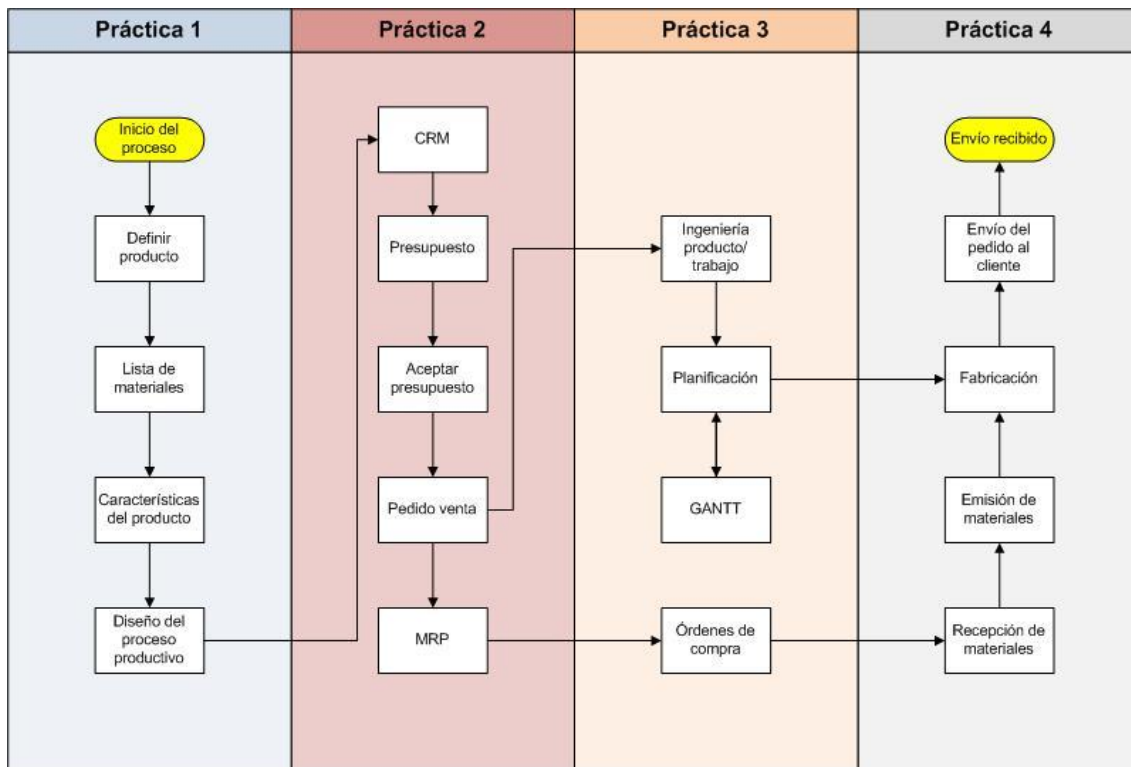 Práctica 1
Práctica 2
Práctica 3
Práctica 4
Inicio del
proceso
Definir
producto
Lista de
materiales
Características
del producto
Diseño del
proceso
productivo
CRM
Presupuesto
Aceptar
presupuesto
Pedido venta
MRP
Ingeniería
producto/
trabajo
Planificación
GANTT
Órdenes de
compra
Envío recibido
Envío del
pedido al
cliente
Fabricación
Emisión de
materiales
Recepción de
materiales